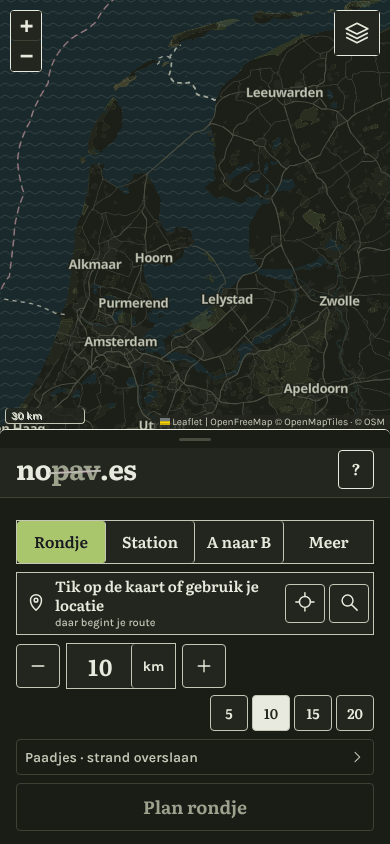 +
−
Leeuwarden
Alkmaar
Hoorn
Purmerend
Lelystad
Zwolle
Amsterdam
Apeldoorn
30 km
n Haag
Ut
Leaflet | OpenFreeMap © OpenMapTiles · © OSM
nopav.es
?
Rondje Station A naar B Meer
Tik op de kaart of gebruik je
locatie
daar begint je route
− 10 km +
5 10 15 20
Paadjes · strand overslaan
Plan rondje